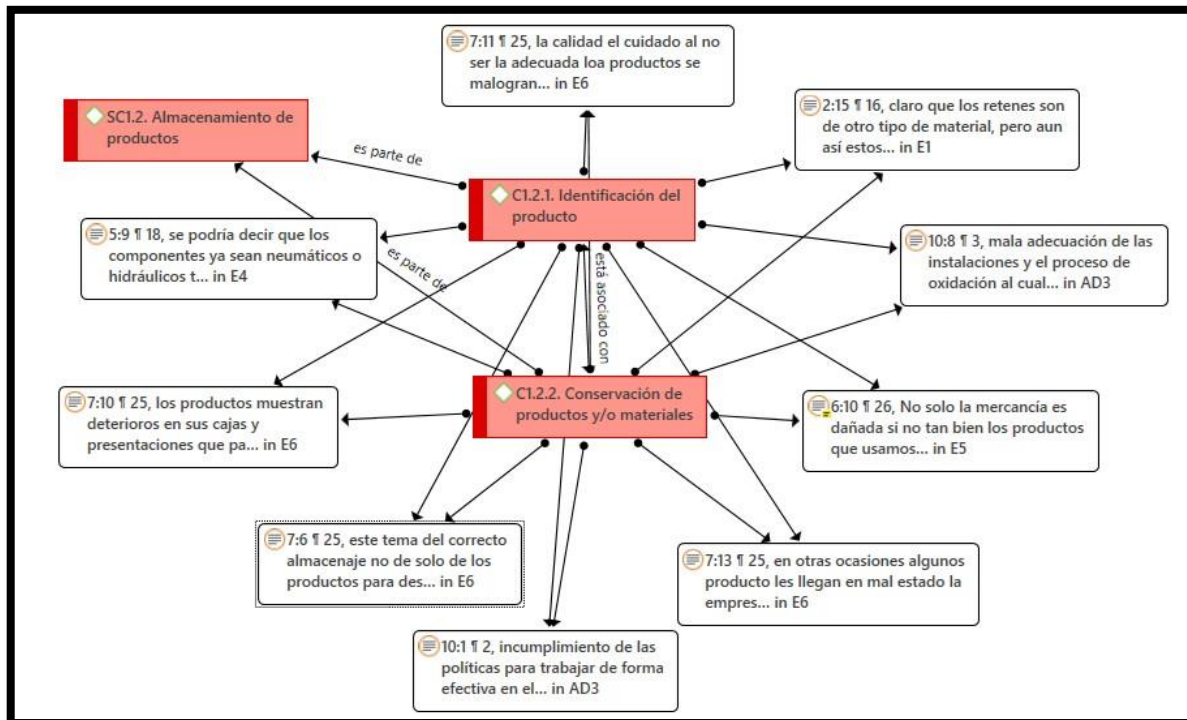 7:11 ¶ 25, la calidad el cuidado al no
ser la adecuada loa productos se
malogran... in E6
SC1.2. Almacenamiento de
productos
2:15 ¶ 16, claro que los retenes son
de otro tipo de material, pero aun
así estos... in E1
es parte de
C1.2.1. Identificación del
producto
5:9 ¶ 18, se podría decir que los
componentes ya sean neumáticos o
hidráulicos t... in E4
es parte de
está asociado con
10:8 ¶ 3, mala adecuación de las
instalaciones y el proceso de
oxidación al cual... in AD3
7:10 ¶ 25, los productos muestran
deterioros en sus cajas y
presentaciones que pa... in E6
C1.2.2. Conservación de
productos y/o materiales
6:10 ¶ 26, No solo la mercancía es
dañada si no tan bien los productos
que usamos... in E5
7:6 ¶ 25, este tema del correcto
almacenaje no de solo de los
productos para des... in E6
7:13 ¶ 25, en otras ocasiones algunos
producto les llegan en mal estado la
empres... in E6
10:1 ¶ 2, incumplimiento de las
políticas para trabajar de forma
efectiva en el... in AD3